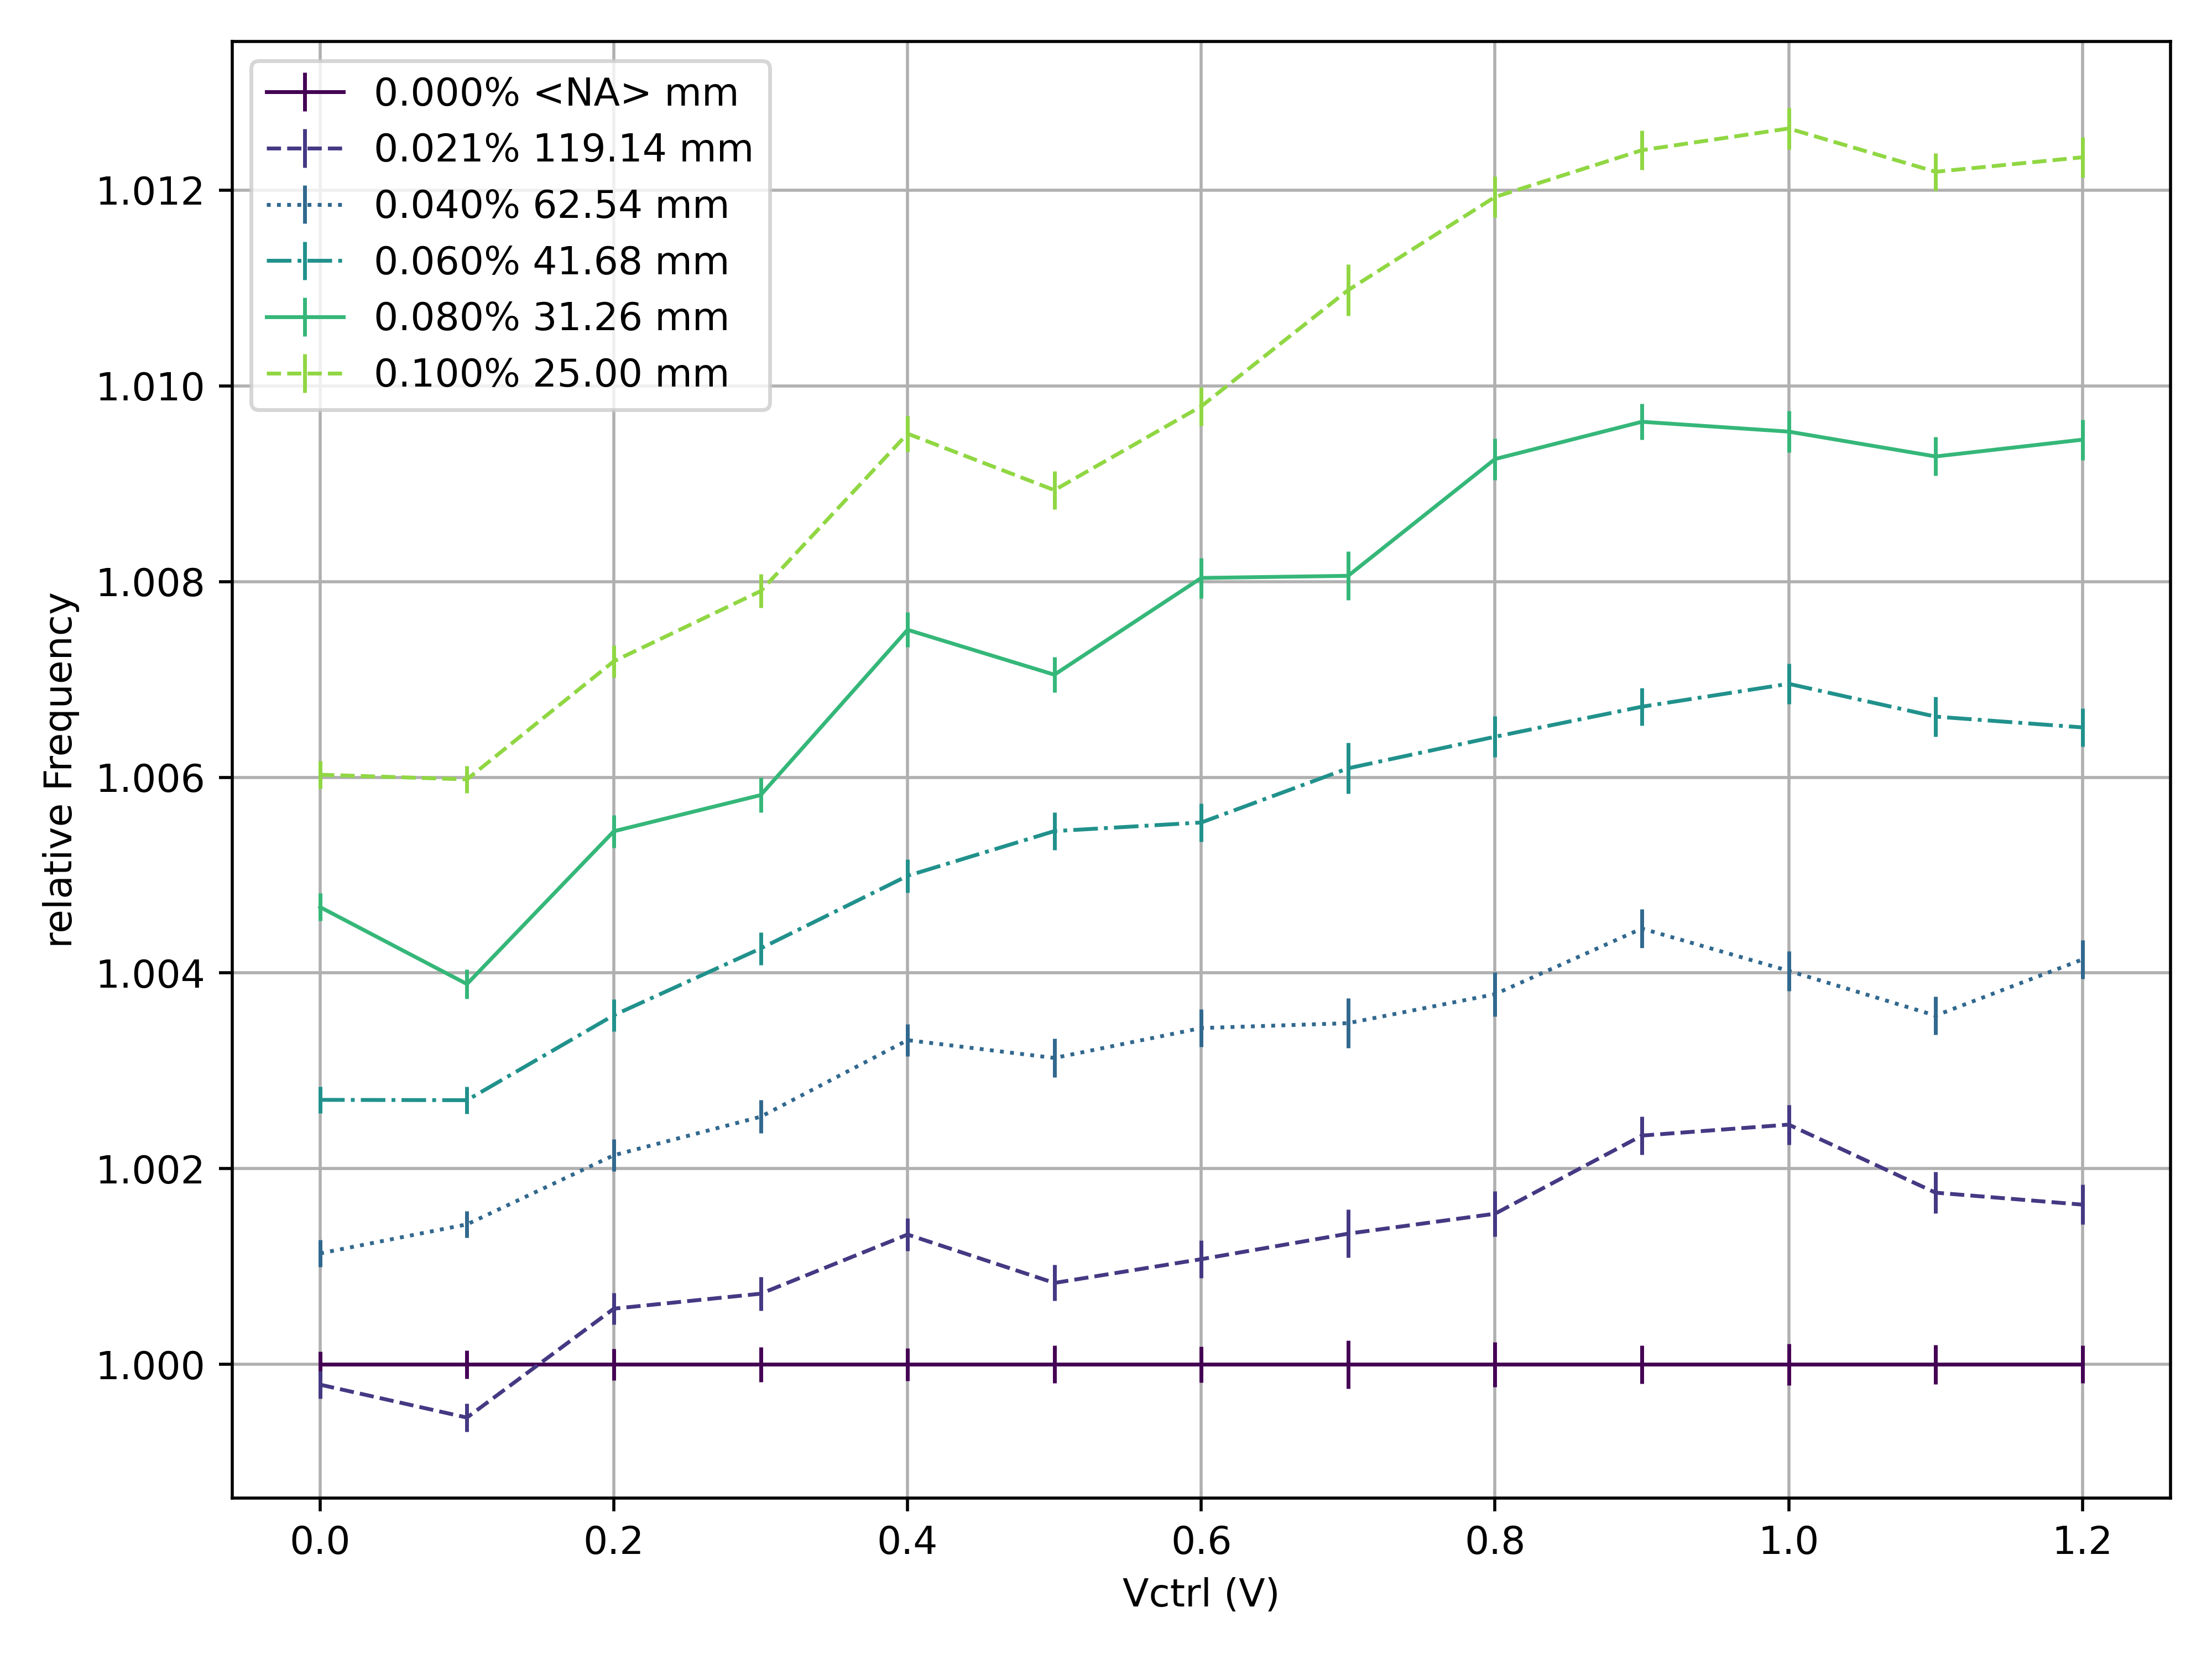 0.000% <NA> mm
0.021% 119.14 mm
0.040% 62.54 mm
0.060% 41.68 mm
0.080% 31.26 mm
0.100% 25.00 mm
1.012
1.010
1.008
1.006
1.004
1.002
1.000
relative Frequency
0.0 0.2 0.4 0.6 0.8 1.0 1.2
Vctrl (V)